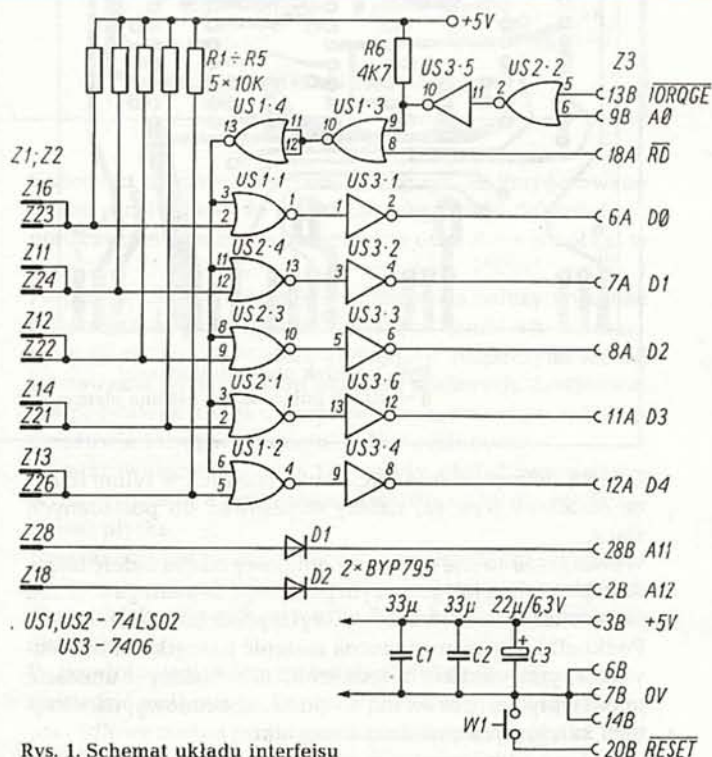 +5V
R1÷R5
5*10K
R6
4K7
US3·5
US2·2
Z3
10
11
2
5
6
13B IORQGE
9B A0
US1·4
13
11
12
US1·3
10
9
8
18A RD
Z1;Z2
Z16
Z23
US1·1
3
2
1
US3·1
1
2
6A D0
Z11
Z24
US2·4
11
12
13
US3·2
3
4
7A D1
Z12
Z22
US2·3
8
9
10
US3·3
5
6
8A D2
Z14
Z21
US2·1
3
2
1
US3·6
13
12
11A D3
Z13
Z26
US1·2
6
4
US3·4
9
8
12A D4
Z28
D1
28B A11
Z18
D2 2×BYP795
2B A12
US1,US2 - 74LS02
US3 - 7406
33μ
33μ
22μ/63V
3B +5V
C1
C2
+
C3
6B
7B 0V
14B
W1
20B RESET
Rys. 1. Schemat układu interfejsu